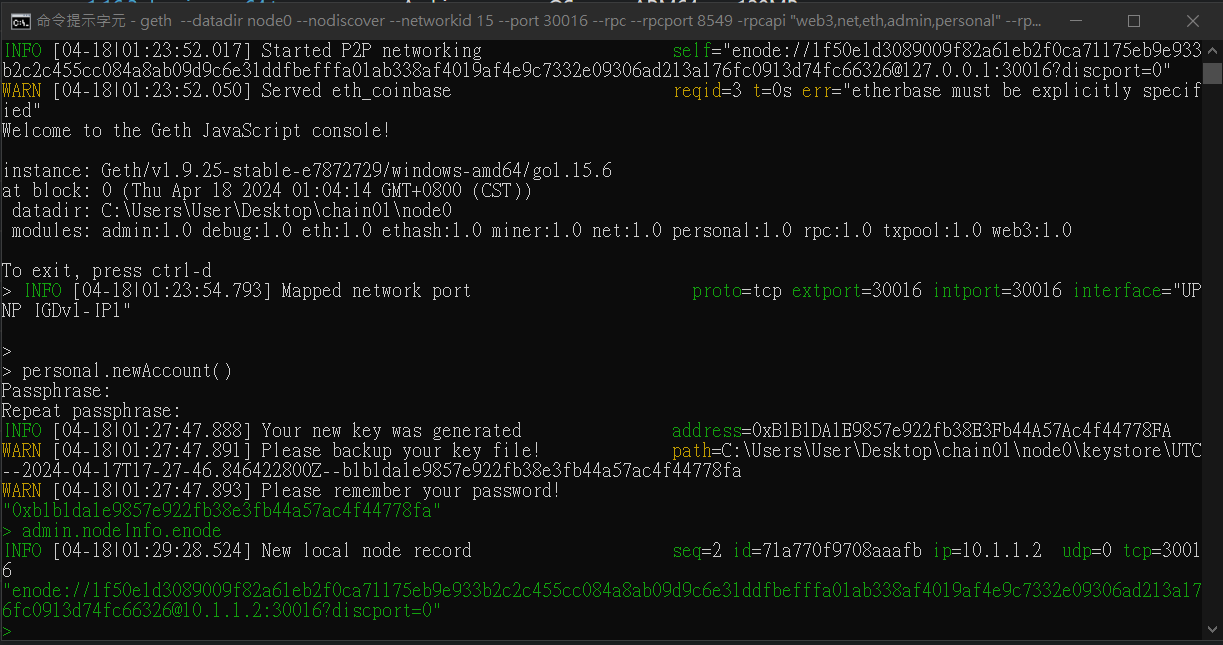 命令提示字元 - geth --datadir node0 --nodiscover --networkid 15 --port 30016 --rpc --rpcport 8549 -rpcapi "web3,net,eth,admin,personal" --rp...
INFO [04-18|01:23:52.017] Started P2P networking self="enode://1f50e1d3089009f82a61eb2f0ca71175eb9e933
b2c2c455cc084a8ab09d9c6e31ddfbefffa01ab338af4019af4e9c7332e09306ad213a176fc0913d74fc66326@127.0.0.1:30016?discport=0"
WARN [04-18|01:23:52.050] Served eth_coinbase reqid=3 t=0s err="etherbase must be explicitly specif
ied"
Welcome to the Geth JavaScript console!
instance: Geth/v1.9.25-stable-e7872729/windows-amd64/go1.15.6
at block: 0 (Thu Apr 18 2024 01:04:14 GMT+0800 (CST))
datadir: C:\Users\User\Desktop\chain01\node0
modules: admin:1.0 debug:1.0 eth:1.0 ethash:1.0 miner:1.0 net:1.0 personal:1.0 rpc:1.0 txpool:1.0 web3:1.0
To exit, press ctrl-d
> INFO [04-18|01:23:54.793] Mapped network port proto=tcp extport=30016 intport=30016 interface="UP
NP IGDv1-IP1"
>
> personal.newAccount()
Passphrase:
Repeat passphrase:
INFO [04-18|01:27:47.888] Your new key was generated address=0xB1B1DA1E9857e922fb38E3Fb44A57Ac4f44778FA
WARN [04-18|01:27:47.891] Please backup your key file! path=C:\Users\User\Desktop\chain01\node0\keystore\UTC
--2024-04-17T17-27-46.846422800Z--b1b1da1e9857e922fb38e3fb44a57ac4f44778fa
WARN [04-18|01:27:47.893] Please remember your password!
"0xb1b1da1e9857e922fb38e3fb44a57ac4f44778fa"
> admin.nodeInfo.enode
INFO [04-18|01:29:28.524] New local node record seq=2 id=71a770f9708aaafb ip=10.1.1.2 udp=0 tcp=3001
6
"enode://1f50e1d3089009f82a61eb2f0ca71175eb9e933b2c2c455cc084a8ab09d9c6e31ddfbefffa01ab338af4019af4e9c7332e09306ad213a17
6fc0913d74fc66326@10.1.1.2:30016?discport=0"
>